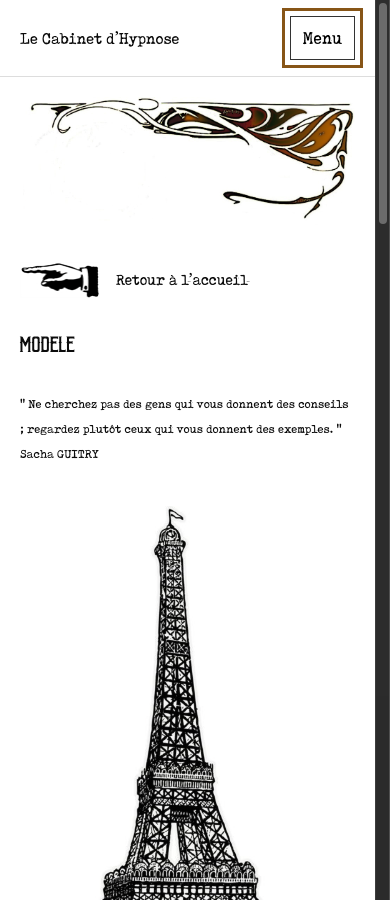 Le Cabinet d'Hypnose
Menu
Retour à l'accueil
MODELE
" Ne cherchez pas des gens qui vous donnent des conseils
; regardez plutôt ceux qui vous donnent des exemples. "
Sacha GUITRY